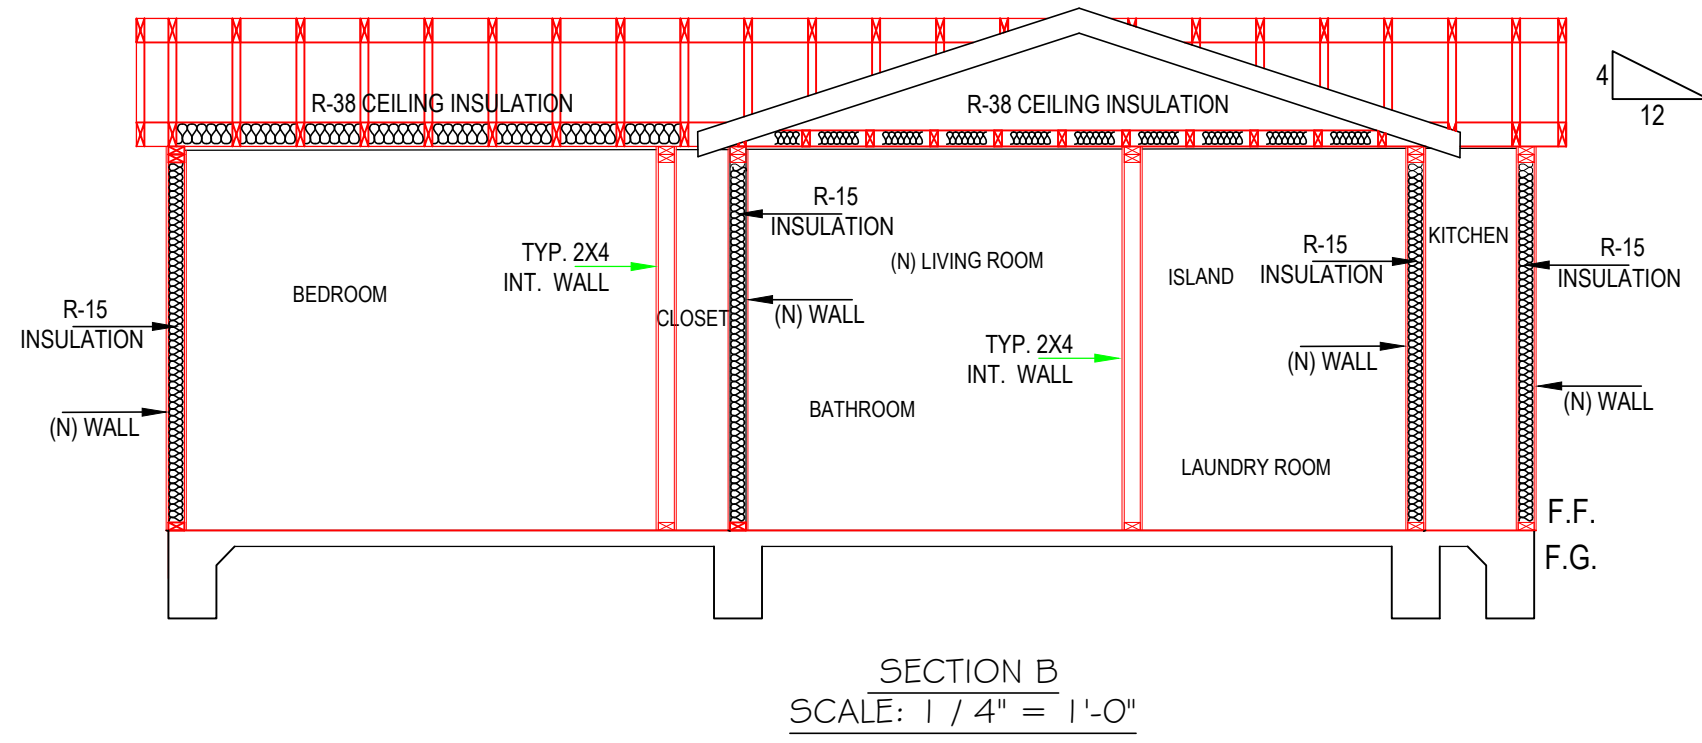 R-38 CEILING INSULATION
R-38 CEILING INSULATION
4
12
R-15
INSULATION
(N) WALL
BEDROOM
TYP. 2X4
INT.  WALL
CLOSET
R-15
INSULATION
(N) WALL
(N) LIVING ROOM
BATHROOM
TYP. 2X4
INT.  WALL
ISLAND
LAUNDRY ROOM
R-15
INSULATION
(N) WALL
KITCHEN
R-15
INSULATION
(N) WALL
F.F.
F.G.
SECTION B
SCALE: 1 / 4" = 1'-0"